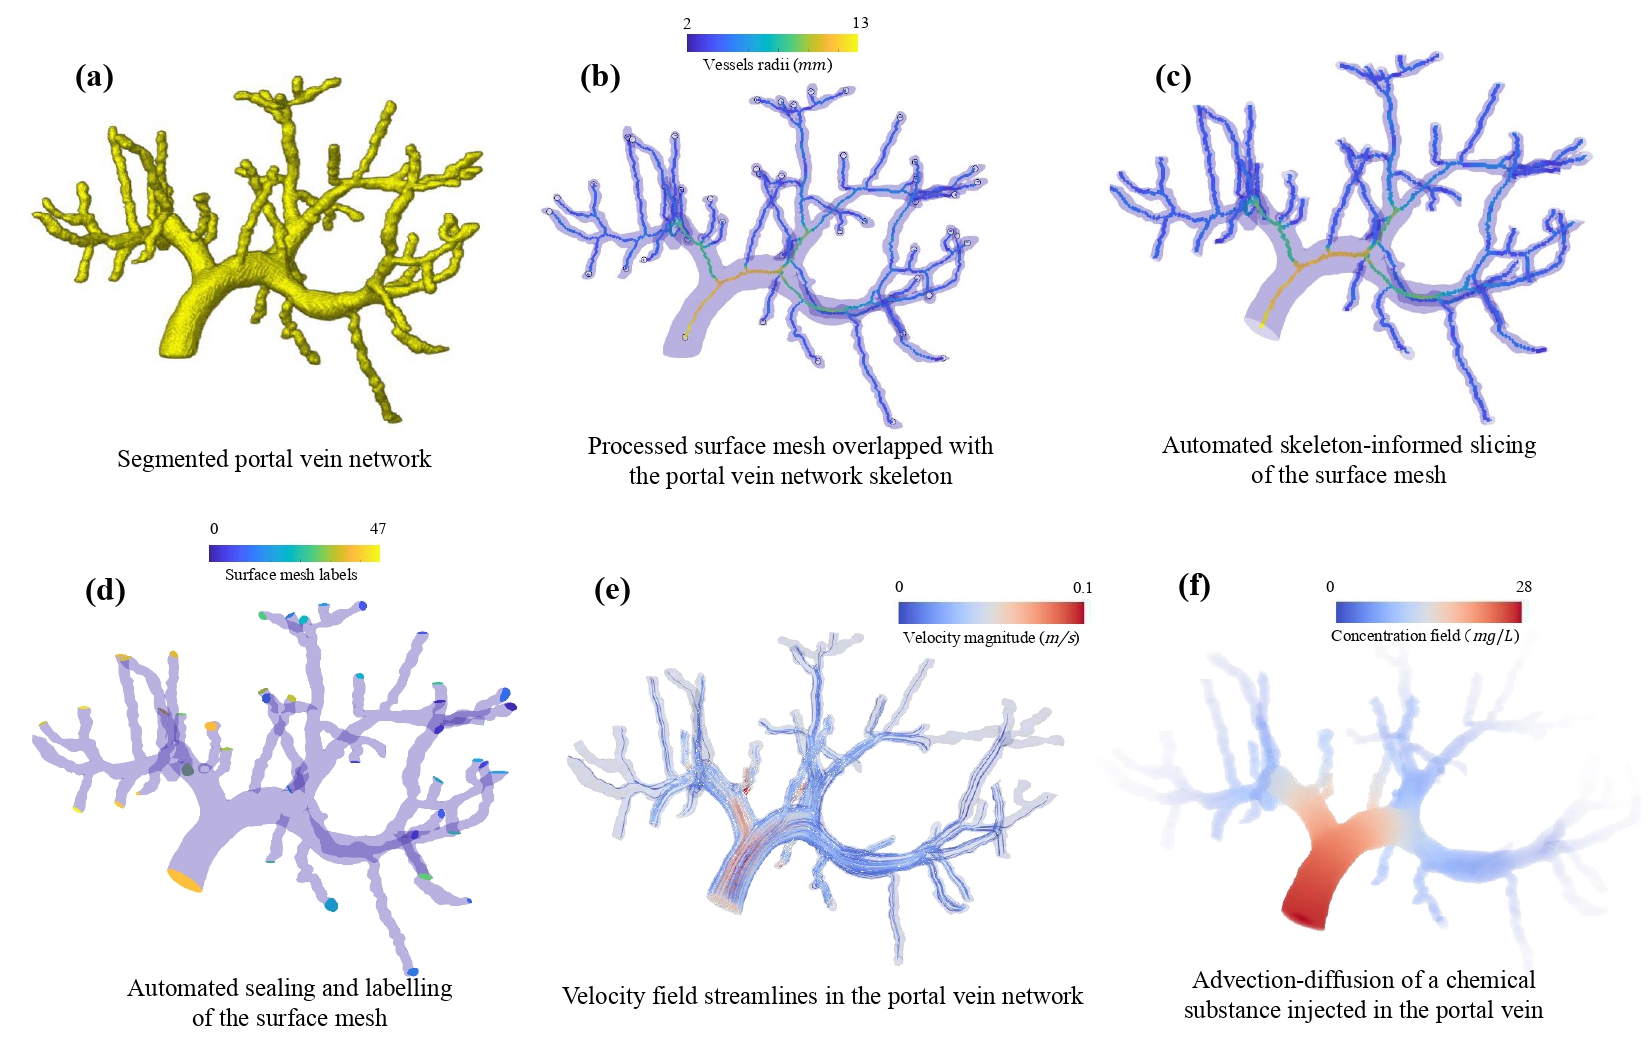 (a)
(b)
2 13
Vessels radii (mm)
(c)
Segmented portal vein network
Processed surface mesh overlapped with
the portal vein network skeleton
Automated skeleton-informed slicing
of the surface mesh
(d)
0 47
Surface mesh labels
(e)
0 0.1
Velocity magnitude (m/s)
(f)
0 28
Concentration field (mg/L)
Automated sealing and labelling
of the surface mesh
Velocity field streamlines in the portal vein network
Advection-diffusion of a chemical
substance injected in the portal vein